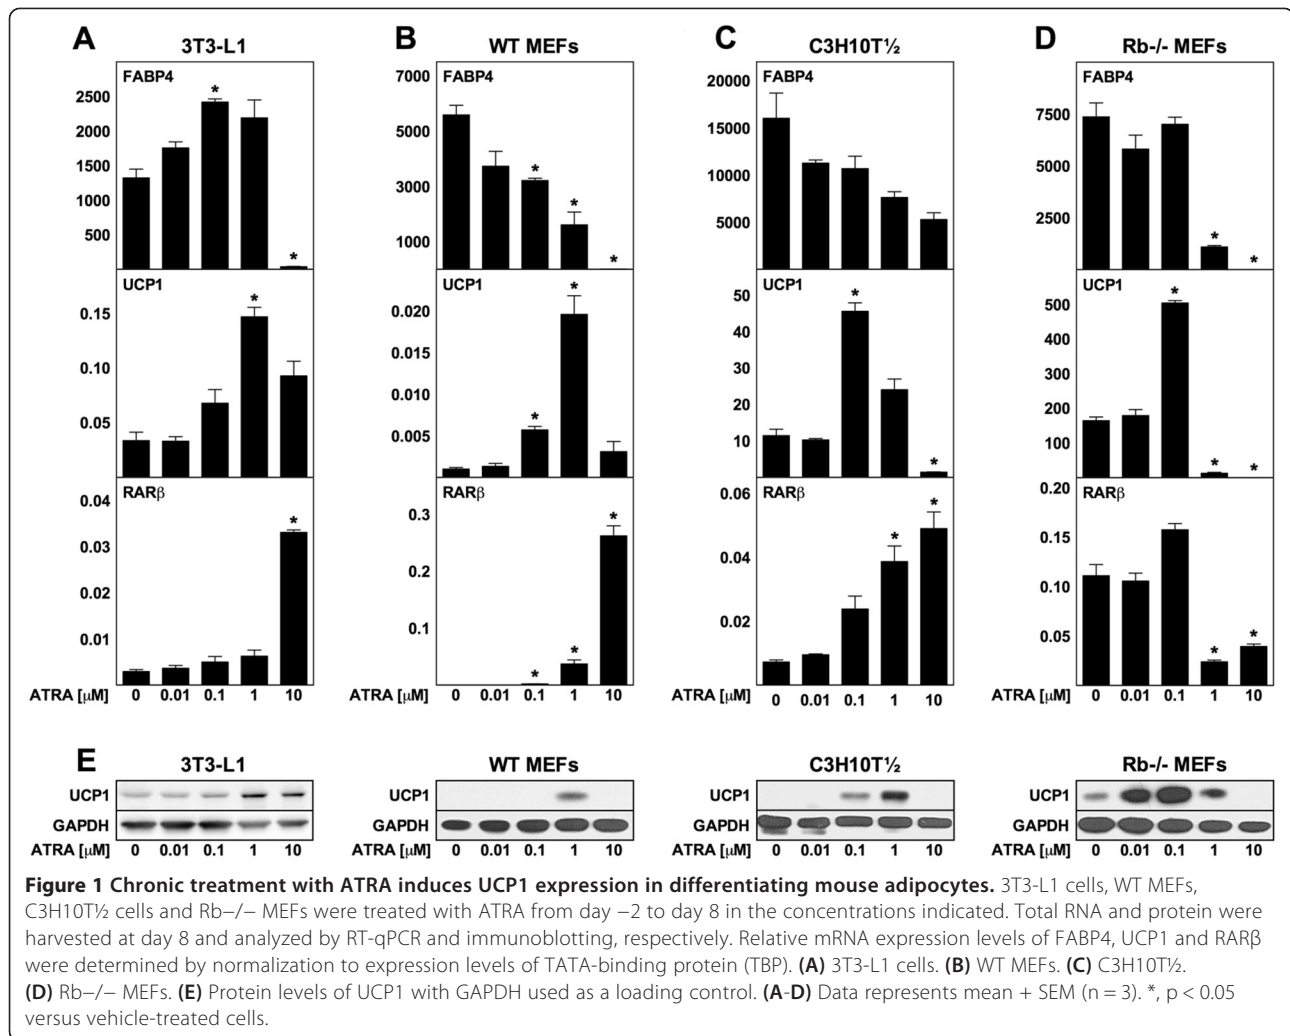 A
3T3-L1
FABP4
2500
2000
1500
1000
500
UCP1
0.15
0.10
0.05
RARβ
0.04
0.03
0.02
0.01
ATRA [μM] 0 0.01 0.1 1 10
* * * *
B
WT MEFs
FABP4
7000
5000
3000
1000
UCP1
0.020
0.015
0.010
0.005
RARβ
0.3
0.2
0.1
ATRA [μM] 0 0.01 0.1 1 10
* * * * * * * *
C
C3H10T½
FABP4
20000
15000
10000
5000
UCP1
50
40
30
20
10
RARβ
0.06
0.04
0.02
ATRA [μM] 0 0.01 0.1 1 10
* * * *
D
Rb-/- MEFs
FABP4
7500
5000
2500
UCP1
500
400
300
200
100
RARβ
0.20
0.15
0.10
0.05
ATRA [μM] 0 0.01 0.1 1 10
* * * * * * *
E
3T3-L1
UCP1
GAPDH
ATRA [μM] 0 0.01 0.1 1 10
WT MEFs
UCP1
GAPDH
ATRA [μM] 0 0.01 0.1 1 10
C3H10T½
UCP1
GAPDH
ATRA [μM] 0 0.01 0.1 1 10
Rb-/- MEFs
UCP1
GAPDH
ATRA [μM] 0 0.01 0.1 1 10
Figure 1 Chronic treatment with ATRA induces UCP1 expression in differentiating mouse adipocytes. 3T3-L1 cells, WT MEFs,
C3H10T½ cells and Rb−/− MEFs were treated with ATRA from day −2 to day 8 in the concentrations indicated. Total RNA and protein were
harvested at day 8 and analyzed by RT-qPCR and immunoblotting, respectively. Relative mRNA expression levels of FABP4, UCP1 and RARβ
were determined by normalization to expression levels of TATA-binding protein (TBP). (A) 3T3-L1 cells. (B) WT MEFs. (C) C3H10T½.
(D) Rb−/− MEFs. (E) Protein levels of UCP1 with GAPDH used as a loading control. (A-D) Data represents mean + SEM (n = 3). *, p < 0.05
versus vehicle-treated cells.